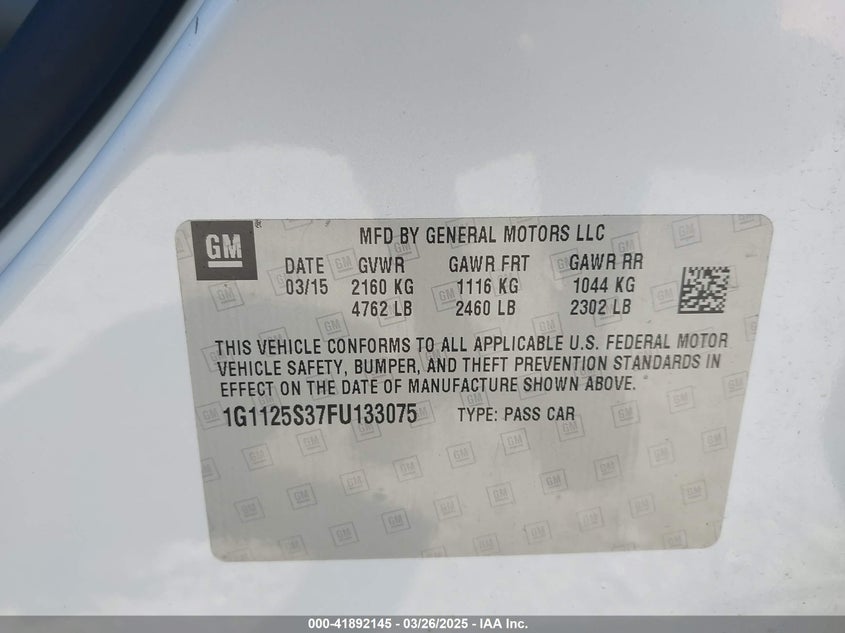 GM
MFD BY GENERAL MOTORS LLC
DATE GVWR GAWR FRT GAWR RR
03/15 2160 KG 1116 KG 1044 KG
4762 LB 2460 LB 2302 LB
THIS VEHICLE CONFORMS TO ALL APPLICABLE U.S. FEDERAL MOTOR
VEHICLE SAFETY, BUMPER, AND THEFT PREVENTION STANDARDS IN
EFFECT ON THE DATE OF MANUFACTURE SHOWN ABOVE.
1G1125S37FU133075 TYPE: PASS CAR
000-41892145 - 03/26/2025 - IAA Inc.